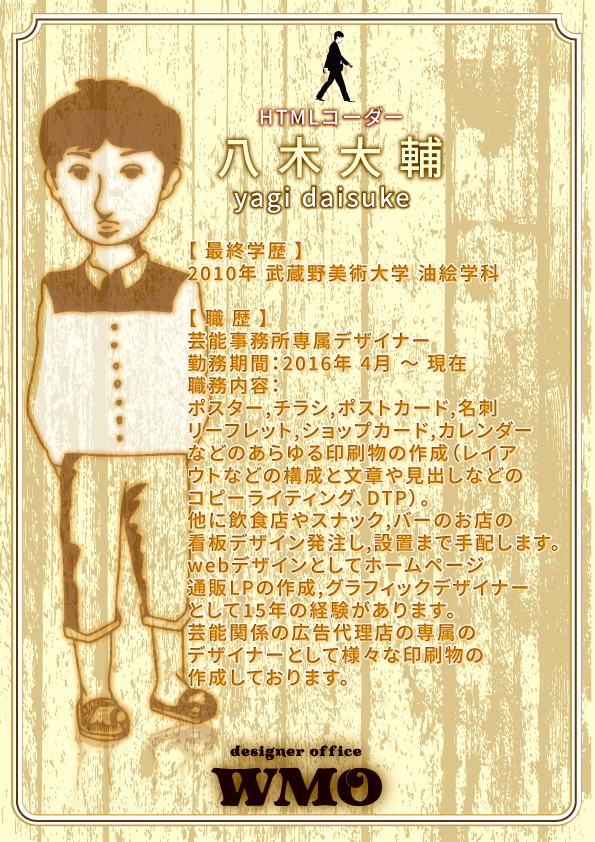 HTMLコーダー
八木大輔
yagi daisuke
【 最終学歴 】
2010年 武蔵野美術大学 油絵学科
【 職 歴 】
芸能事務所専属デザイナー
勤務期間：2016年 4月 ～ 現在
職務内容：
ポスター,チラシ,ポストカード,名刺
リーフレット,ショップカード,カレンダー
などのあらゆる印刷物の作成（レイア
ウトなどの構成と文章や見出しなどの
コピーライティング、DTP）。
他に飲食店やスナック,バーのお店の
看板デザイン発注し,設置まで手配します。
webデザインとしてホームページ
通販LPの作成,グラフィックデザイナー
として15年の経験があります。
芸能関係の広告代理店の専属の
デザイナーとして様々な印刷物の
作成しております。
designer office
WMO